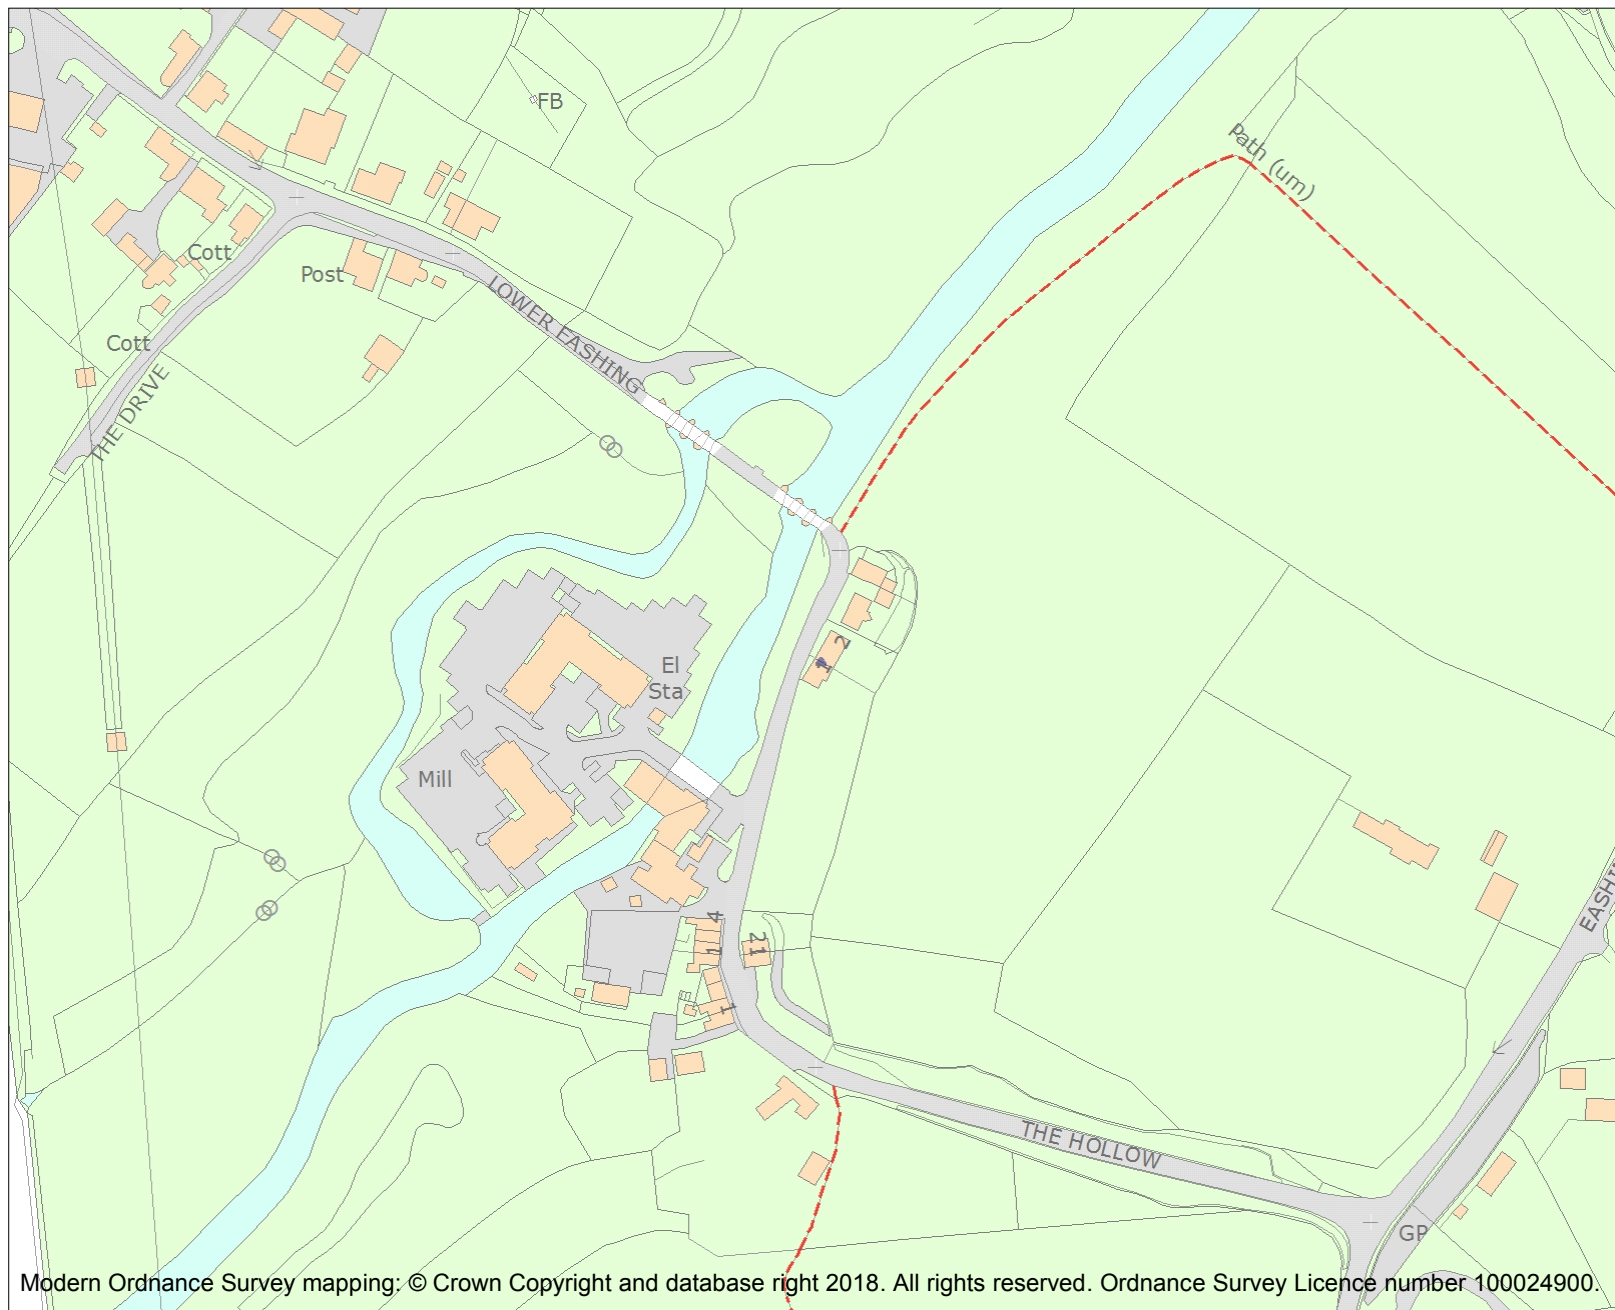 FB
Path (um)
Cott
Post
LOWER EASHING
Cott
THE DRIVE
El
Sta
2
1
Mill
EASHI
4
1
21
1
THE HOLLOW
GP
Modern Ordnance Survey mapping: © Crown Copyright and database right 2018. All rights reserved. Ordnance Survey Licence number 100024900.